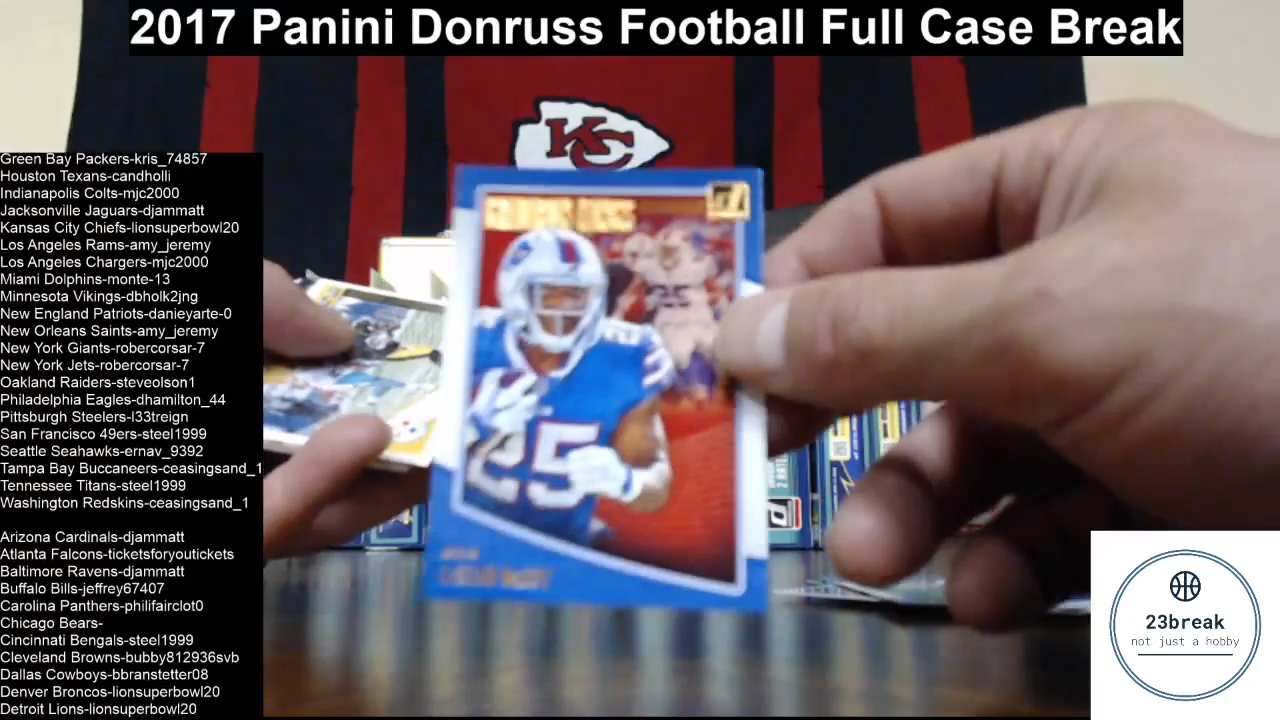 2017 Panini Donruss Football Full Case Break
KC
Green Bay Packers-kris_74857
Houston Texans-candholli
Indianapolis Colts-mjc2000
Jacksonville Jaguars-djammatt
Kansas City Chiefs-lionsuperbowl20
Los Angeles Rams-amy_jeremy
Los Angeles Chargers-mjc2000
Miami Dolphins-monte-13
Minnesota Vikings-dbholk2jng
New England Patriots-danieyarte-0
New Orleans Saints-amy_jeremy
New York Giants-robercorsar-7
New York Jets-robercorsar-7
Oakland Raiders-steveolson1
Philadelphia Eagles-dhamilton_44
Pittsburgh Steelers-l33treign
San Francisco 49ers-steel1999
Seattle Seahawks-ernav_9392
Tampa Bay Buccaneers-ceasingsand_1
Tennessee Titans-steel1999
Washington Redskins-ceasingsand_1
Arizona Cardinals-djammatt
Atlanta Falcons-ticketsforyoutickets
Baltimore Ravens-djammatt
Buffalo Bills-jeffrey67407
Carolina Panthers-philifairclot0
Chicago Bears-
Cincinnati Bengals-steel1999
Cleveland Browns-bubby812936svb
Dallas Cowboys-bbranstetter08
Denver Broncos-lionsuperbowl20
Detroit Lions-lionsuperbowl20
25
25
23break
not just a hobby